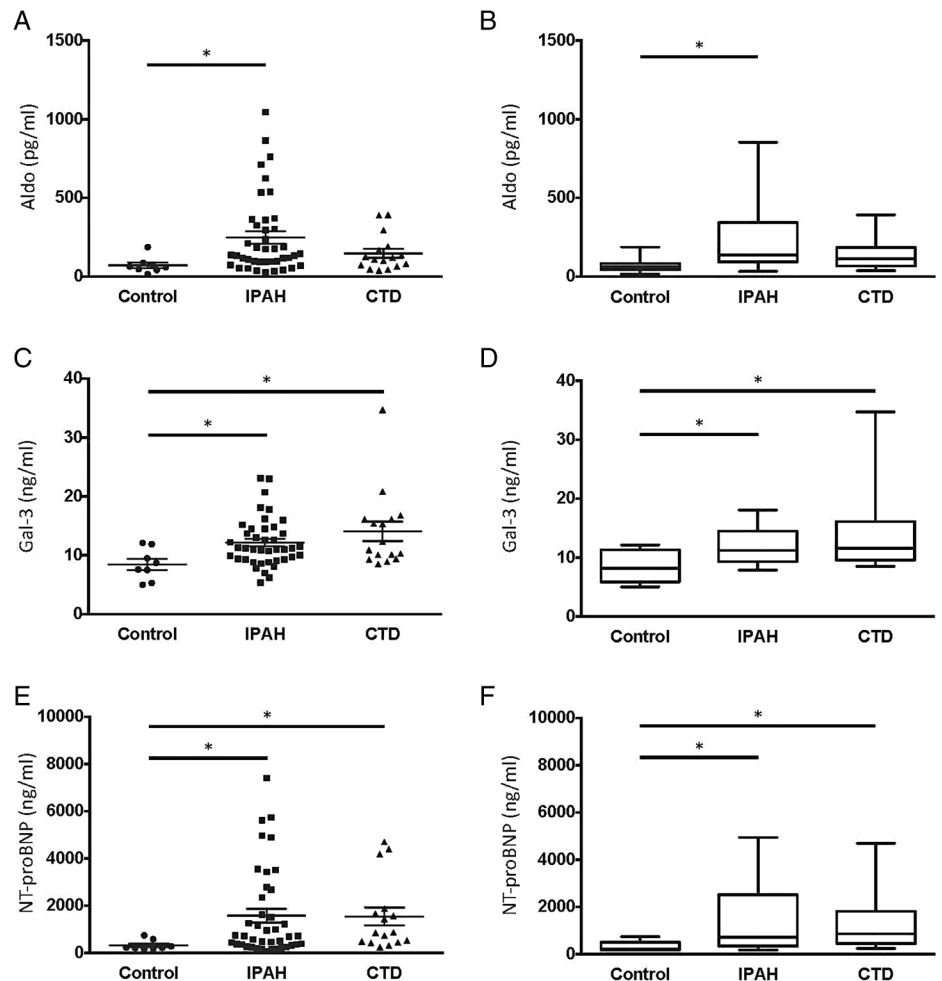 A
1500
1000
500
0
Aldo (pg/ml)
*
Control IPAH CTD
B
1500
1000
500
0
Aldo (pg/ml)
*
Control IPAH CTD
C
40
30
20
10
0
Gal-3 (ng/ml)
*
*
Control IPAH CTD
D
40
30
20
10
0
Gal-3 (ng/ml)
*
*
Control IPAH CTD
E
10000
8000
6000
4000
2000
0
NT-proBNP (ng/ml)
*
*
Control IPAH CTD
F
10000
8000
6000
4000
2000
0
NT-proBNP (ng/ml)
*
*
Control IPAH CTD